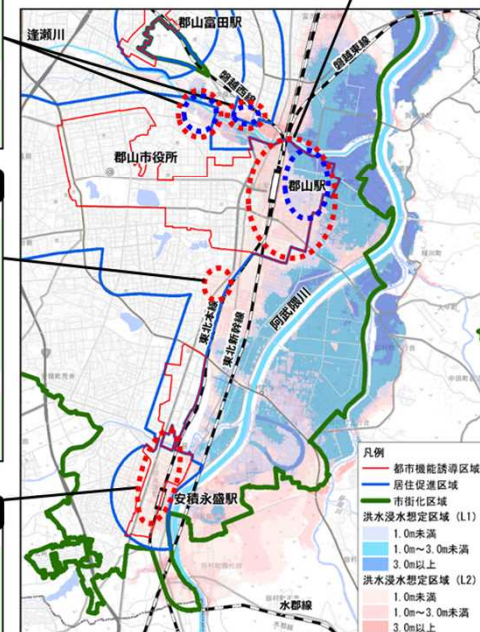 郡山富田駅
逢瀬川
磐越西線
磐越東線
郡山市役所
郡山駅
東北本線
東北新幹線
阿武隈川
安積永盛駅
水郡線
凡例
都市機能誘導区域
居住促進区域
市街化区域
洪水浸水想定区域（L1）
1.0m未満
1.0m～3.0m未満
3.0m以上
洪水浸水想定区域（L2）
1.0m未満
1.0m～3.0m未満
3.0m以上